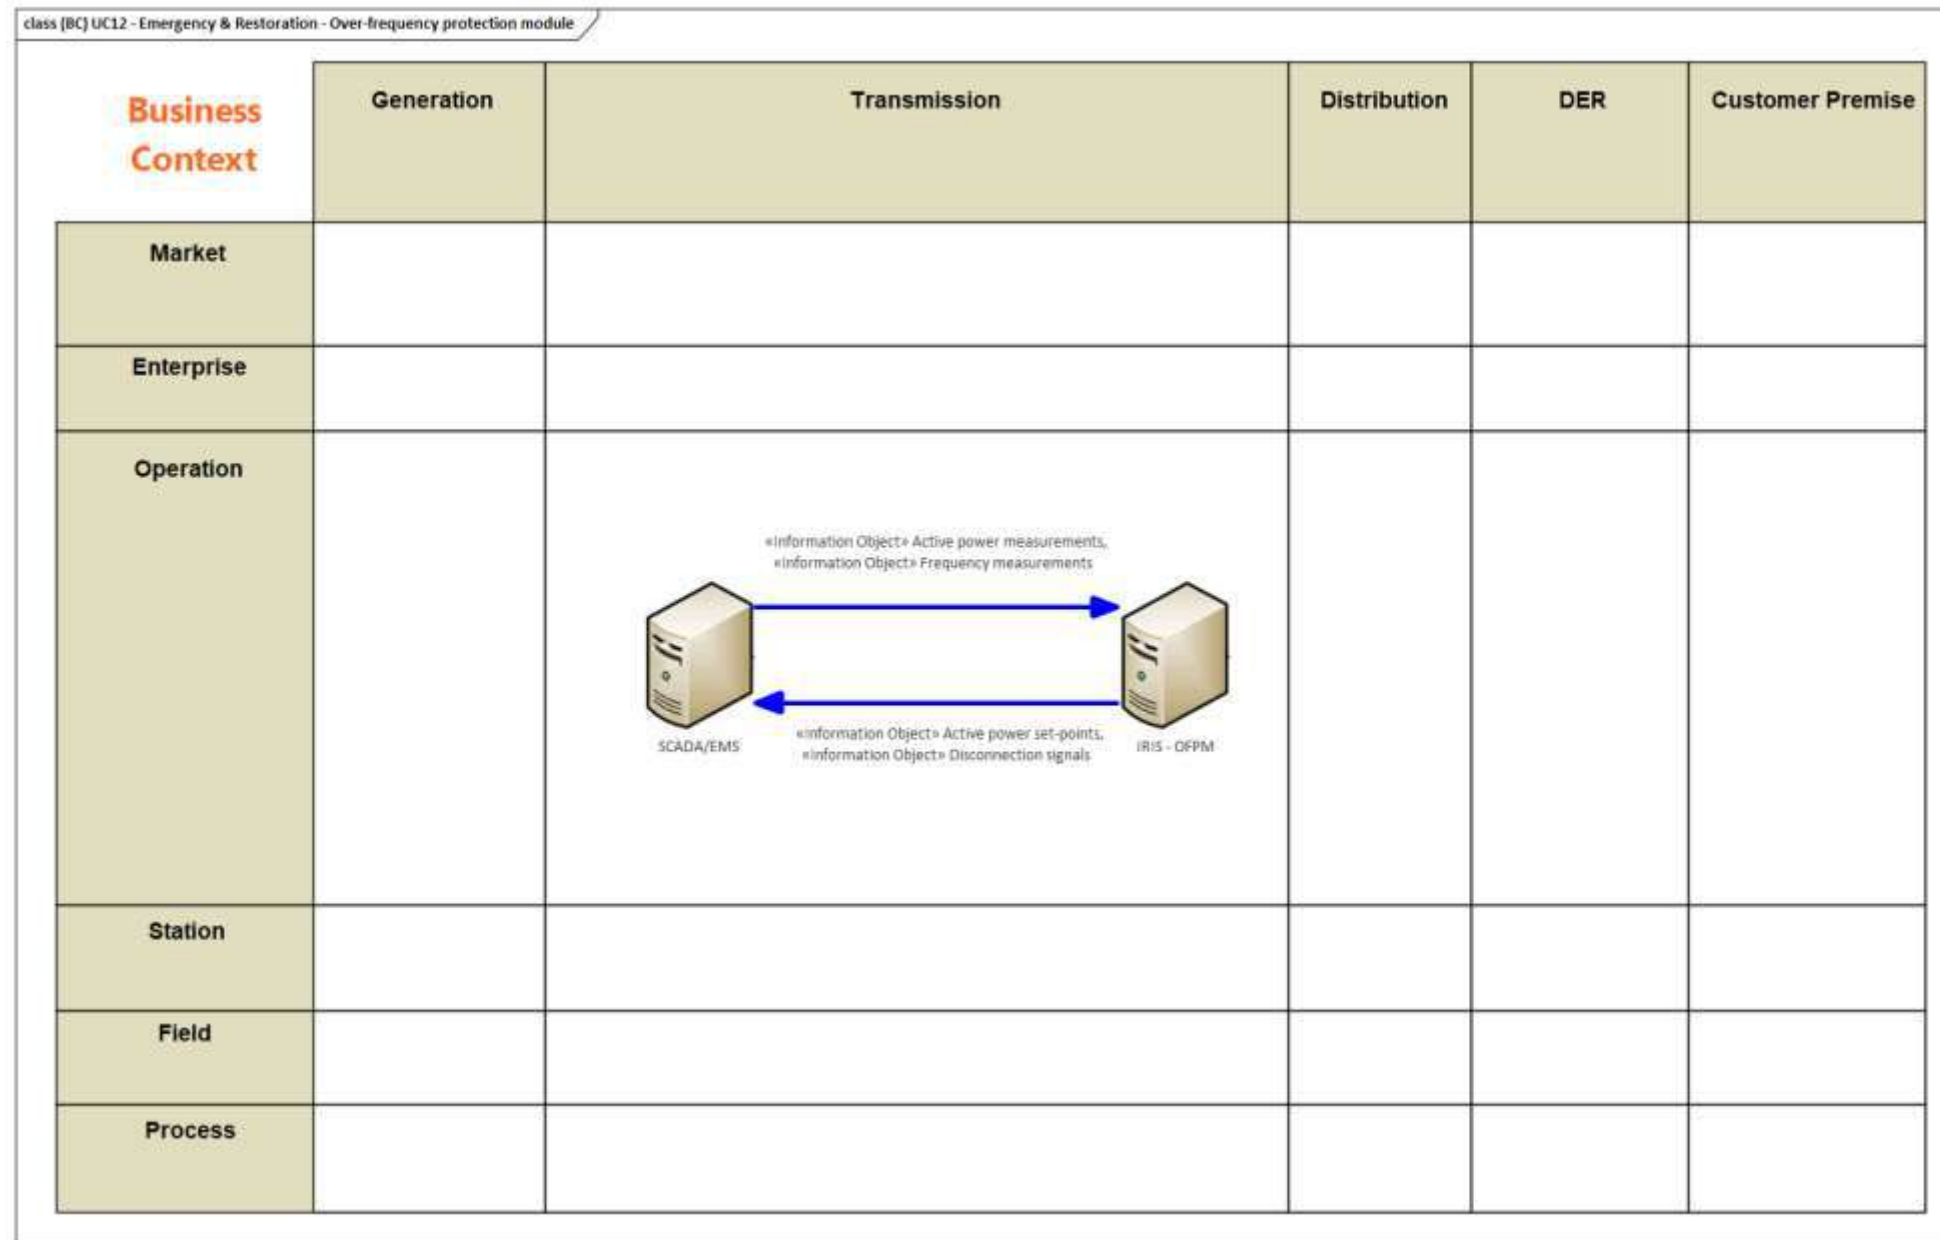 class (BC) UC12 - Emergency & Restoration - Over-frequency protection module
Business
Context
Generation
Transmission
Distribution
DER
Customer Premise
Market
Enterprise
Operation
«Information Object» Active power measurements,
«Information Object» Frequency measurements
SCADA/EMS
«Information Object» Active power set-points,
«Information Object» Disconnection signals
IRIS - OFPM
Station
Field
Process